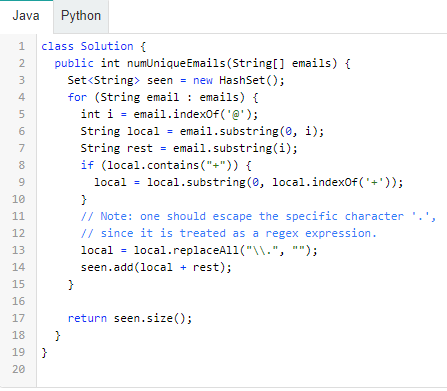 Java Python
1 class Solution {
2 public int numUniqueEmails(String[] emails) {
3 Set<String> seen = new HashSet();
4 for (String email : emails) {
5 int i = email.indexOf('@');
6 String local = email.substring(0, i);
7 String rest = email.substring(i);
8 if (local.contains("+")) {
9 local = local.substring(0, local.indexOf('+'));
10 }
11 // Note: one should escape the specific character '.',
12 // since it is treated as a regex expression.
13 local = local.replaceAll("\\.", "");
14 seen.add(local + rest);
15 }
16
17 return seen.size();
18 }
19 }
20